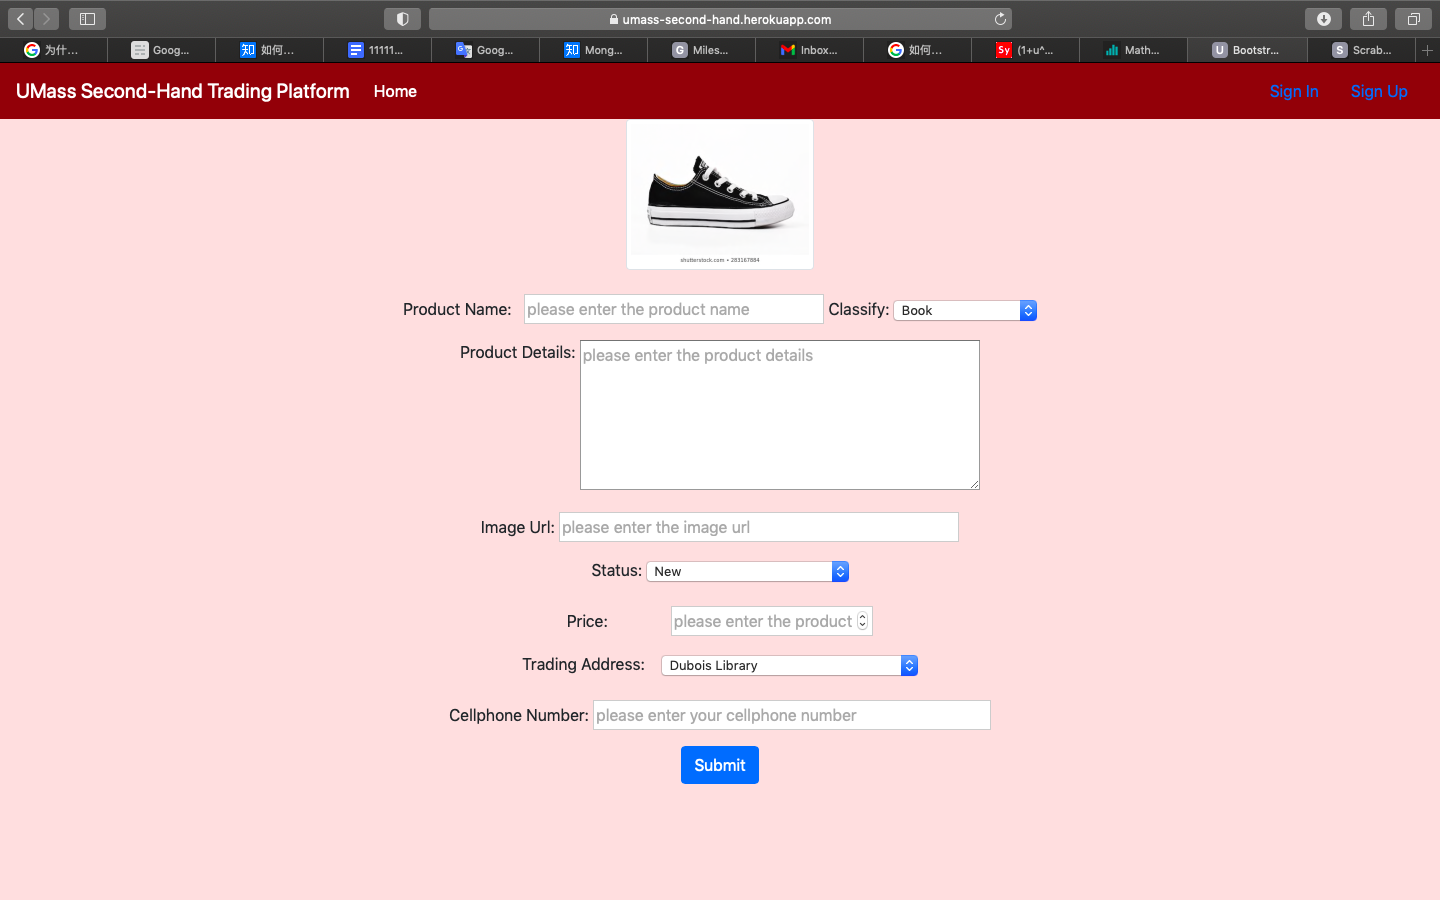 umass-second-hand.herokuapp.com
为什... Goog... 知 如何... 11111... G Goog... 知 Mong... G Miles... Inbox... 如何... Sy (1+u^... Math... U Bootstr... S Scrab...
UMass Second-Hand Trading Platform Home Sign In Sign Up
shutterstock.com • 283167884
Product Name: please enter the product name Classify: Book
Product Details: please enter the product details
Image Url: please enter the image url
Status: New
Price: please enter the product
Trading Address: Dubois Library
Cellphone Number: please enter your cellphone number
Submit